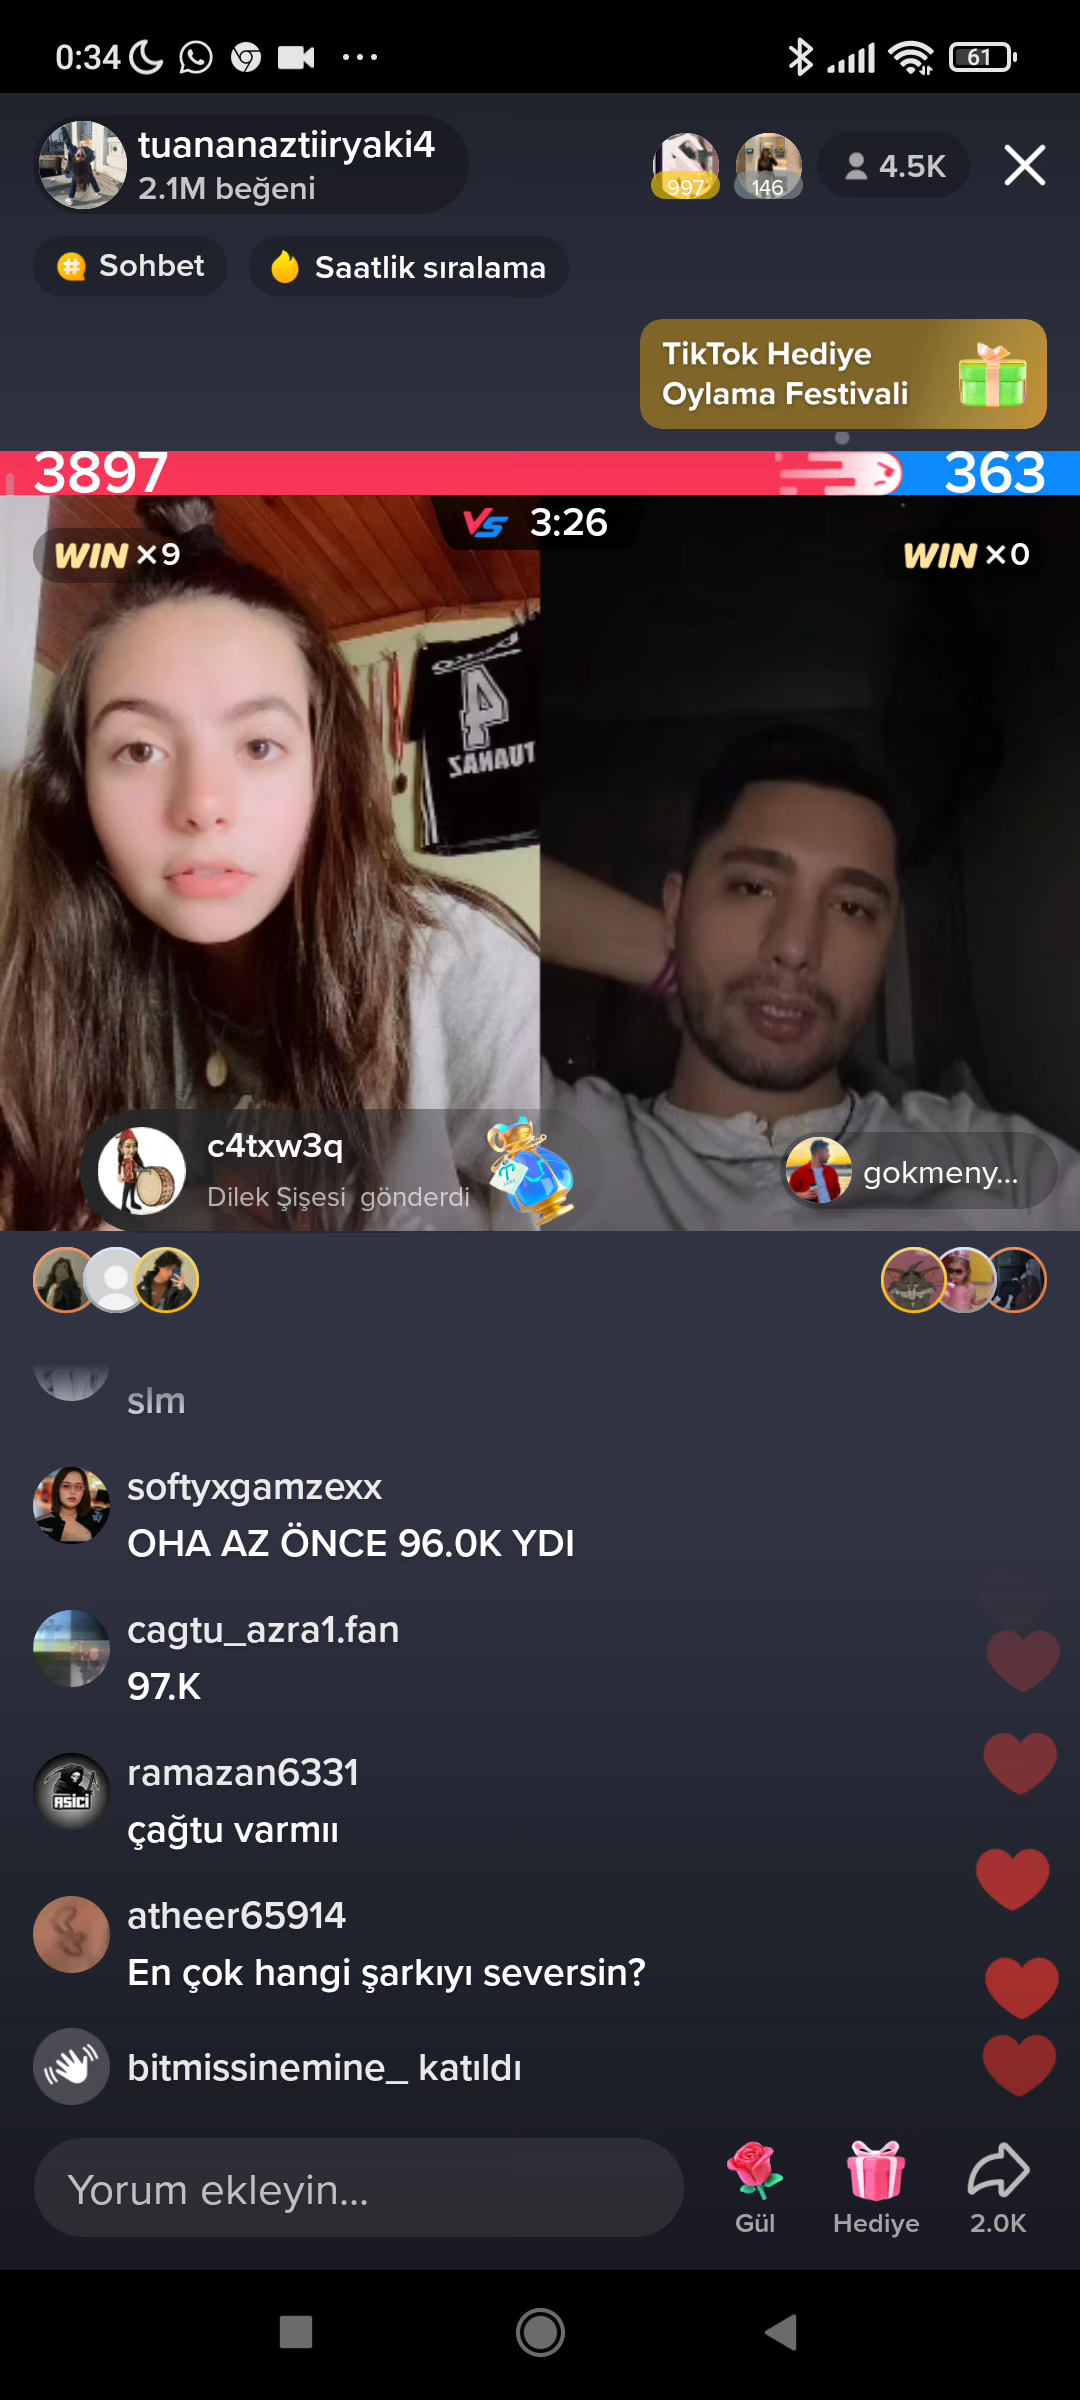 0:34
61
tuananaztiiryaki4
2.1M beğeni
997
146
4.5K
Sohbet
Saatlik sıralama
TikTok Hediye
Oylama Festivali
3897
363
VS 3:26
WIN ×9
WIN ×0
4
TUANAZ
c4txw3q
Dilek Şişesi gönderdi
gokmeny...
slm
softyxgamzexx
OHA AZ ÖNCE 96.0K YDI
cagtu_azra1.fan
97.K
ASiCi
ramazan6331
çağtu varmıı
atheer65914
En çok hangi şarkıyı seversin?
bitmissinemine_ katıldı
Yorum ekleyin...
Gül
Hediye
2.0K